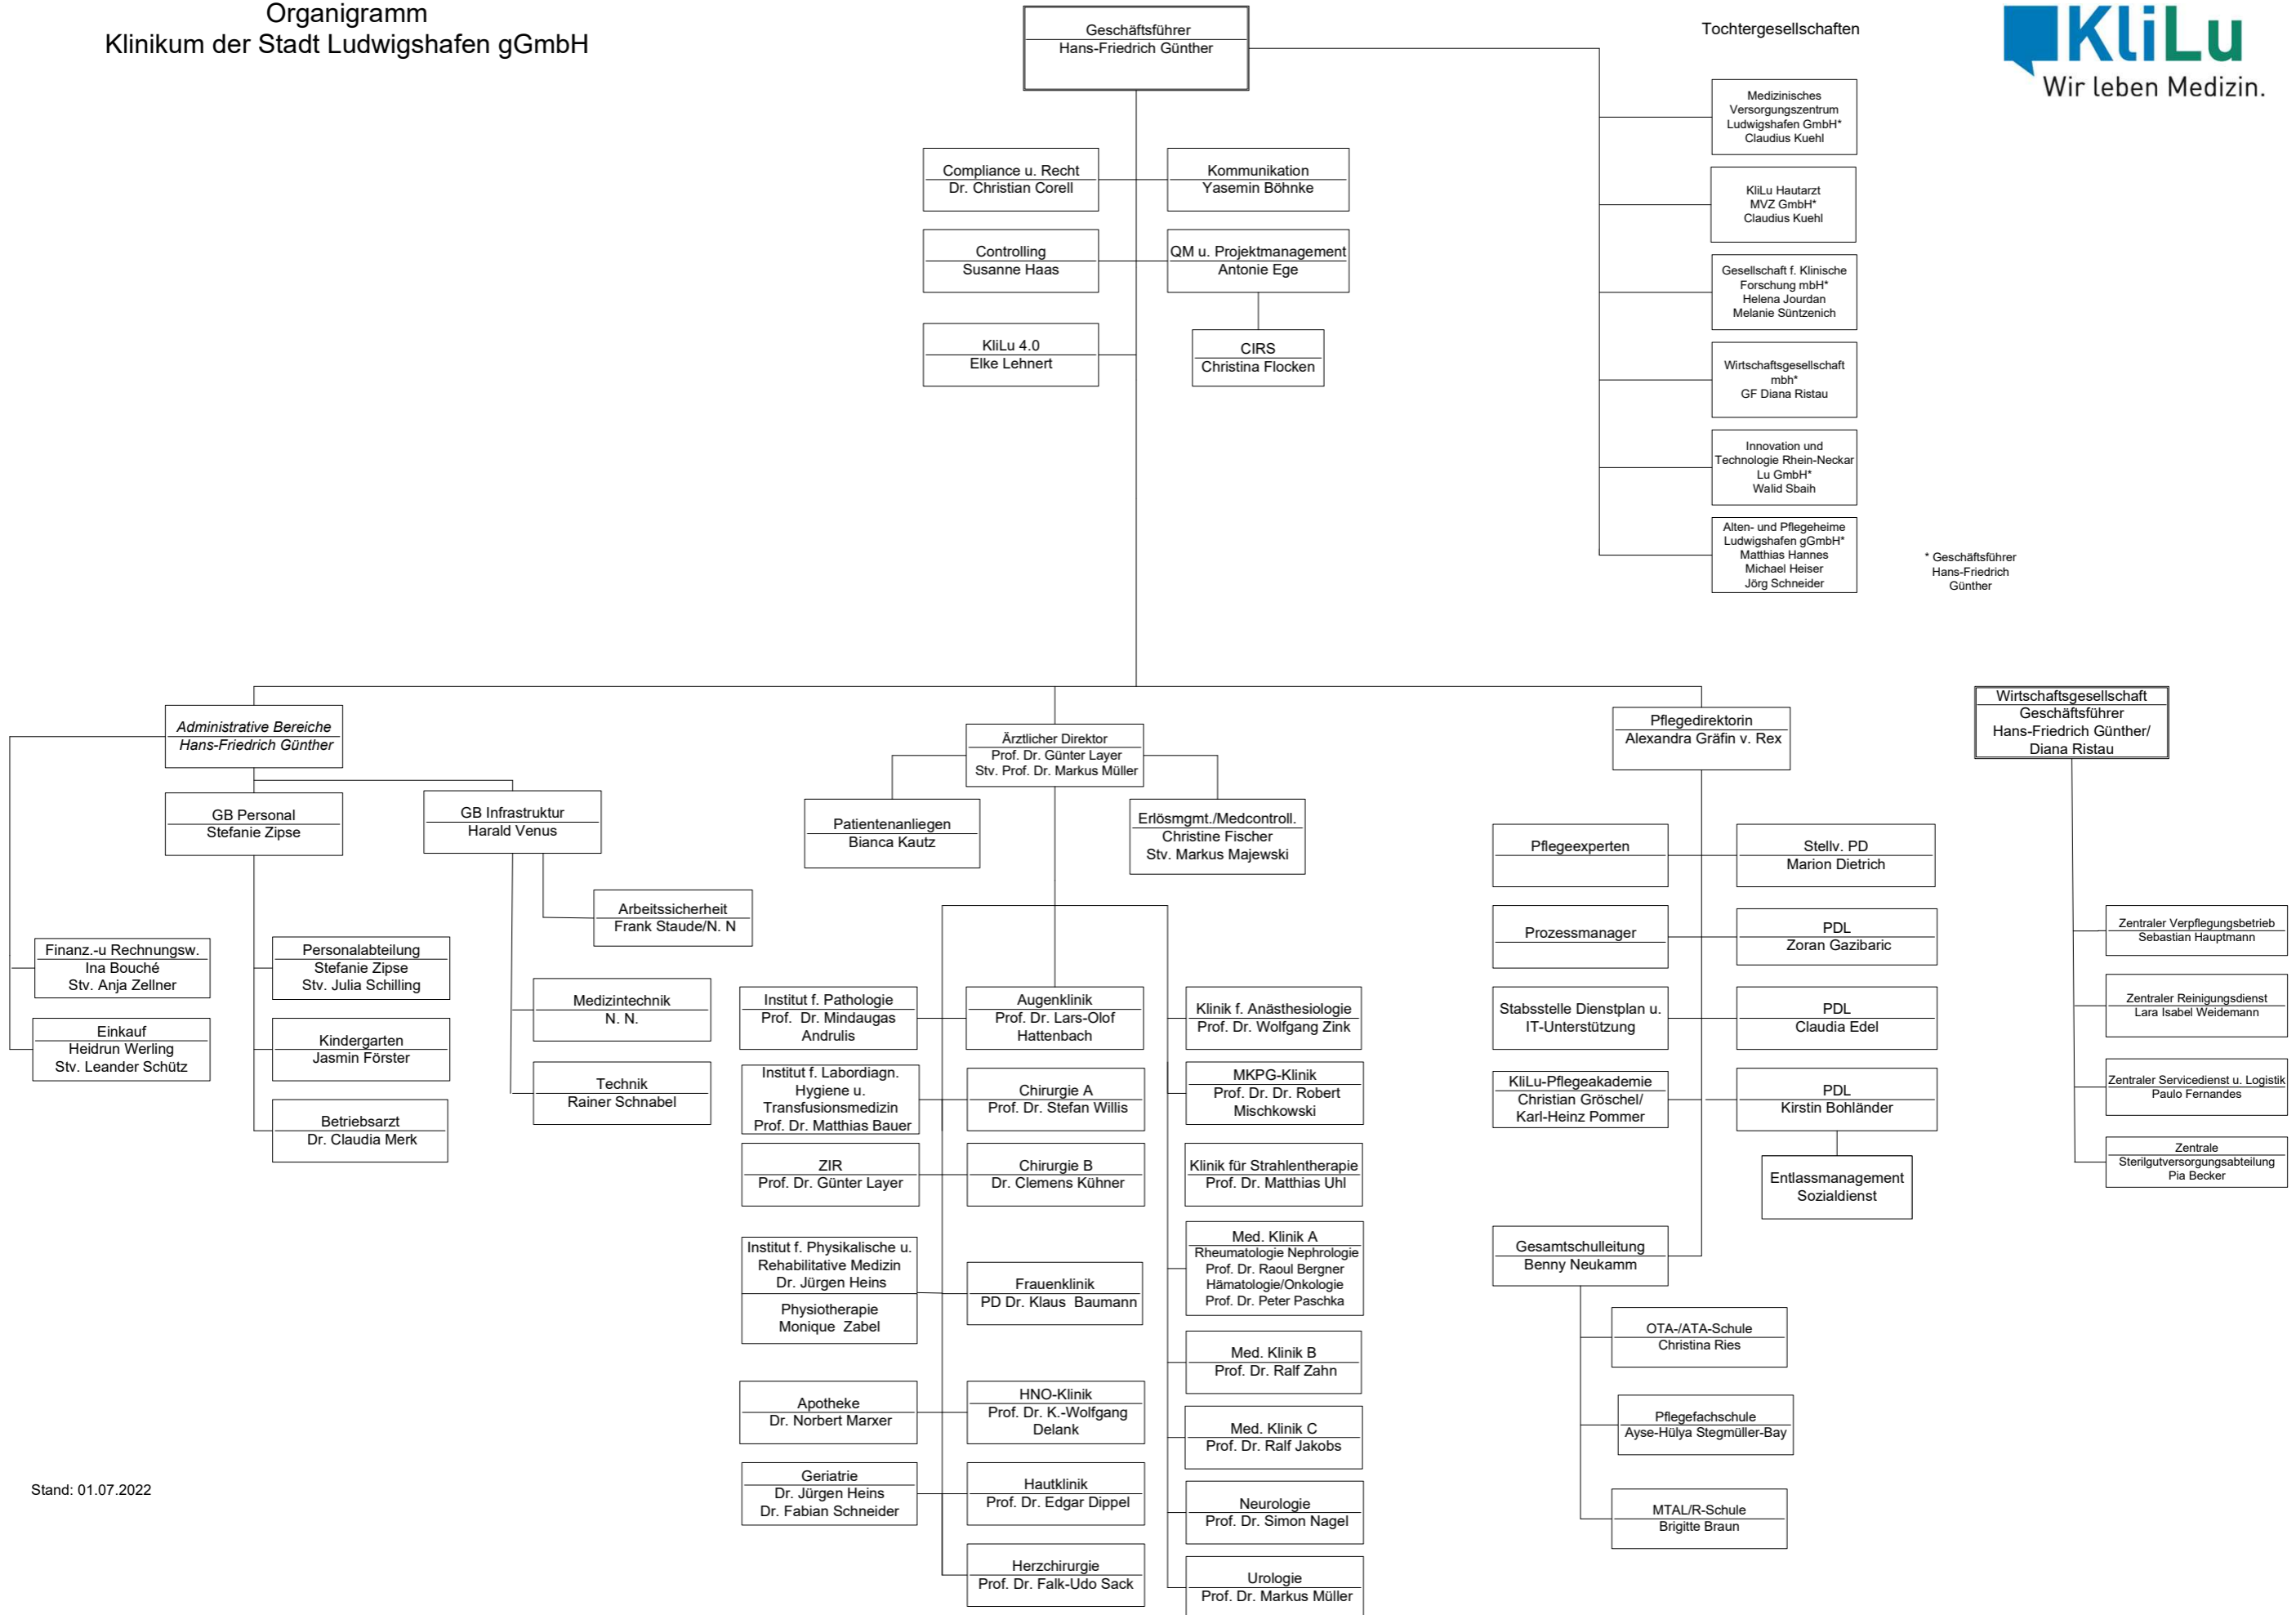 Organigramm
Klinikum der Stadt Ludwigshafen gGmbH
Geschäftsführer
Hans-Friedrich Günther
Tochtergesellschaften
KliLu
Wir leben Medizin.
Medizinisches
Versorgungszentrum
Ludwigshafen GmbH*
Claudius Kuehl
KliLu Hautarzt
MVZ GmbH*
Claudius Kuehl
Gesellschaft f. Klinische
Forschung mbH*
Helena Jourdan
Melanie Süntzenich
Wirtschaftsgesellschaft
mbh*
GF Diana Ristau
Innovation und
Technologie Rhein-Neckar
Lu GmbH*
Walid Sbaih
Alten- und Pflegeheime
Ludwigshafen gGmbH*
Matthias Hannes
Michael Heiser
Jörg Schneider
* Geschäftsführer
Hans-Friedrich
Günther
Compliance u. Recht
Dr. Christian Corell
Kommunikation
Yasemin Böhnke
Controlling
Susanne Haas
QM u. Projektmanagement
Antonie Ege
KliLu 4.0
Elke Lehnert
CIRS
Christina Flocken
Administrative Bereiche
Hans-Friedrich Günther
GB Personal
Stefanie Zipse
GB Infrastruktur
Harald Venus
Arbeitssicherheit
Frank Staude/N. N
Finanz.-u Rechnungsw.
Ina Bouché
Stv. Anja Zellner
Einkauf
Heidrun Werling
Stv. Leander Schütz
Personalabteilung
Stefanie Zipse
Stv. Julia Schilling
Kindergarten
Jasmin Förster
Betriebsarzt
Dr. Claudia Merk
Medizintechnik
N. N.
Technik
Rainer Schnabel
Ärztlicher Direktor
Prof. Dr. Günter Layer
Stv. Prof. Dr. Markus Müller
Patientenanliegen
Bianca Kautz
Erlösmgmt./Medcontroll.
Christine Fischer
Stv. Markus Majewski
Institut f. Pathologie
Prof. Dr. Mindaugas
Andrulis
Institut f. Labordiagn.
Hygiene u.
Transfusionsmedizin
Prof. Dr. Matthias Bauer
ZIR
Prof. Dr. Günter Layer
Institut f. Physikalische u.
Rehabilitative Medizin
Dr. Jürgen Heins
Physiotherapie
Monique Zabel
Apotheke
Dr. Norbert Marxer
Geriatrie
Dr. Jürgen Heins
Dr. Fabian Schneider
Augenklinik
Prof. Dr. Lars-Olof
Hattenbach
Chirurgie A
Prof. Dr. Stefan Willis
Chirurgie B
Dr. Clemens Kühner
Frauenklinik
PD Dr. Klaus Baumann
HNO-Klinik
Prof. Dr. K.-Wolfgang
Delank
Hautklinik
Prof. Dr. Edgar Dippel
Herzchirurgie
Prof. Dr. Falk-Udo Sack
Klinik f. Anästhesiologie
Prof. Dr. Wolfgang Zink
MKPG-Klinik
Prof. Dr. Dr. Robert
Mischkowski
Klinik für Strahlentherapie
Prof. Dr. Matthias Uhl
Med. Klinik A
Rheumatologie Nephrologie
Prof. Dr. Raoul Bergner
Hämatologie/Onkologie
Prof. Dr. Peter Paschka
Med. Klinik B
Prof. Dr. Ralf Zahn
Med. Klinik C
Prof. Dr. Ralf Jakobs
Neurologie
Prof. Dr. Simon Nagel
Urologie
Prof. Dr. Markus Müller
Pflegedirektorin
Alexandra Gräfin v. Rex
Pflegeexperten
Stellv. PD
Marion Dietrich
Prozessmanager
PDL
Zoran Gazibaric
Stabsstelle Dienstplan u.
IT-Unterstützung
PDL
Claudia Edel
KliLu-Pflegeakademie
Christian Gröschel/
Karl-Heinz Pommer
PDL
Kirstin Bohländer
Entlassmanagement
Sozialdienst
Gesamtschulleitung
Benny Neukamm
OTA-/ATA-Schule
Christina Ries
Pflegefachschule
Ayse-Hülya Stegmüller-Bay
MTAL/R-Schule
Brigitte Braun
Wirtschaftsgesellschaft
Geschäftsführer
Hans-Friedrich Günther/
Diana Ristau
Zentraler Verpflegungsbetrieb
Sebastian Hauptmann
Zentraler Reinigungsdienst
Lara Isabel Weidemann
Zentraler Servicedienst u. Logistik
Paulo Fernandes
Zentrale
Sterilgutversorgungsabteilung
Pia Becker
Stand: 01.07.2022